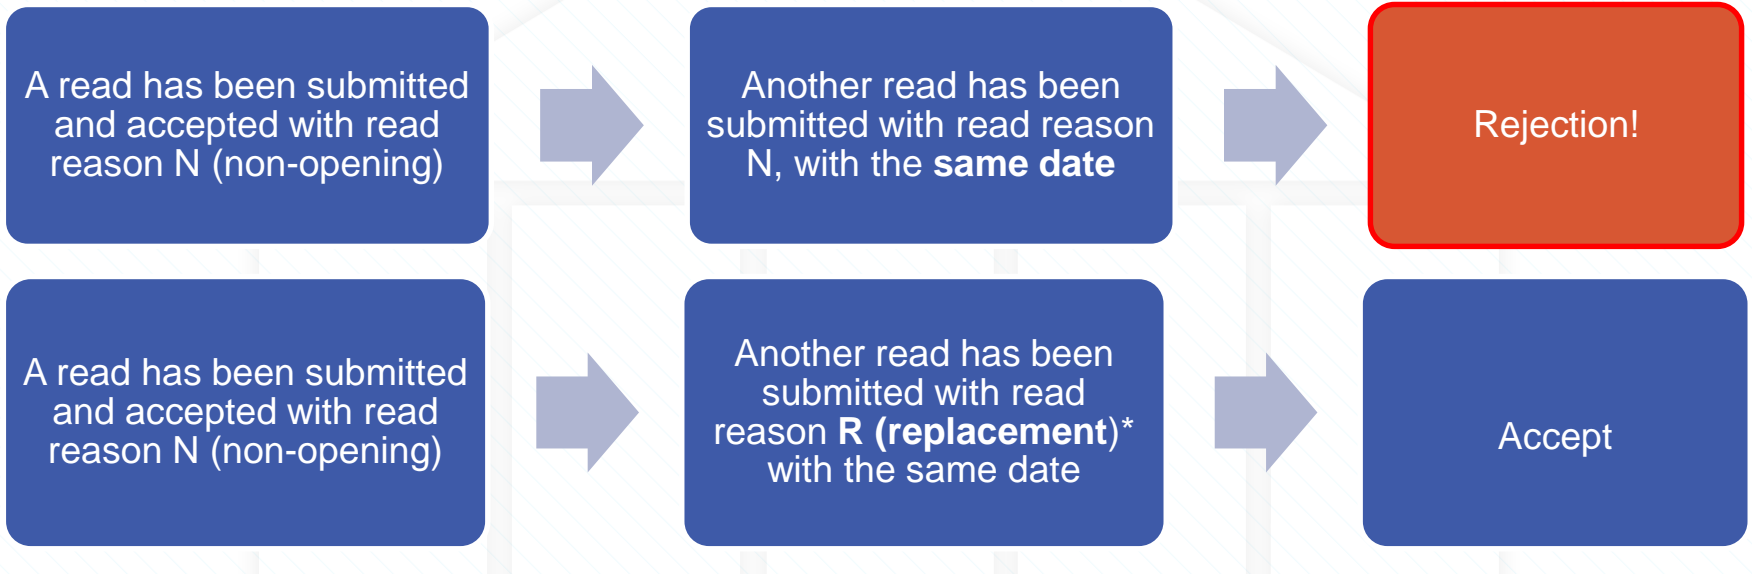 A read has been submitted
and accepted with read
reason N (non-opening)
Another read has been
submitted with read reason
N, with the same date
Rejection!
A read has been submitted
and accepted with read
reason N (non-opening)
Another read has been
submitted with read
reason R (replacement)*
with the same date
Accept